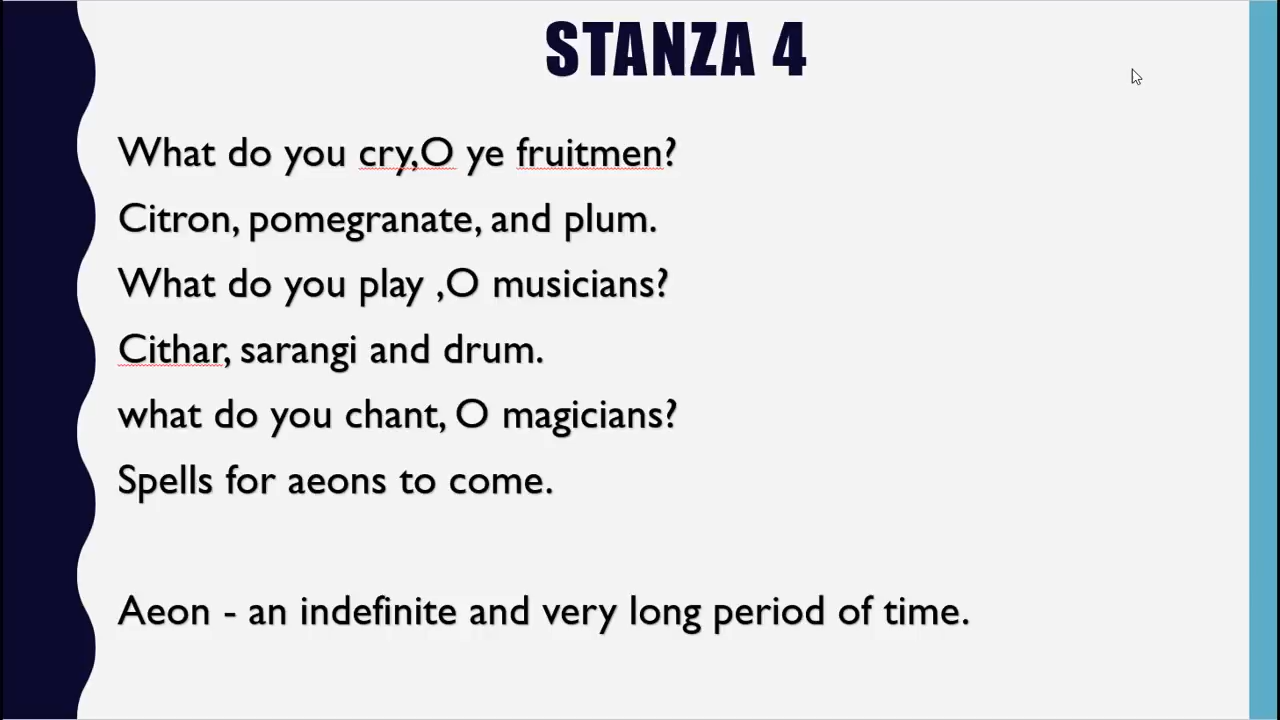 STANZA 4
What do you cry,O ye fruitmen?
Citron, pomegranate, and plum.
What do you play ,O musicians?
Cithar, sarangi and drum.
what do you chant, O magicians?
Spells for aeons to come.
Aeon - an indefinite and very long period of time.